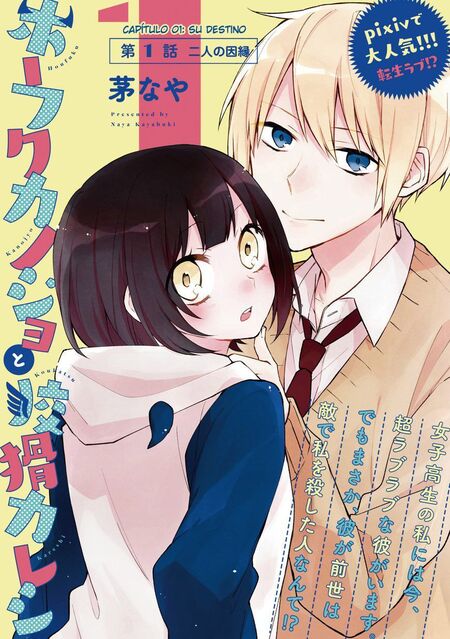 CAPÍTULO 01: SU DESTINO
第1話 二人の因縁
茅なや
Presented by
Naya Kayabuki
pixivで
大人気!!!
転生ラブ!?
ホーフクカノジョと狡猾カレシ
Houfuku
Kanojyo
Koukatsu
Kareshi
女子高生の私には今、
超ラブラブな彼がいます
でもまさか、彼が前世は
敵で私を殺した人なんて!?